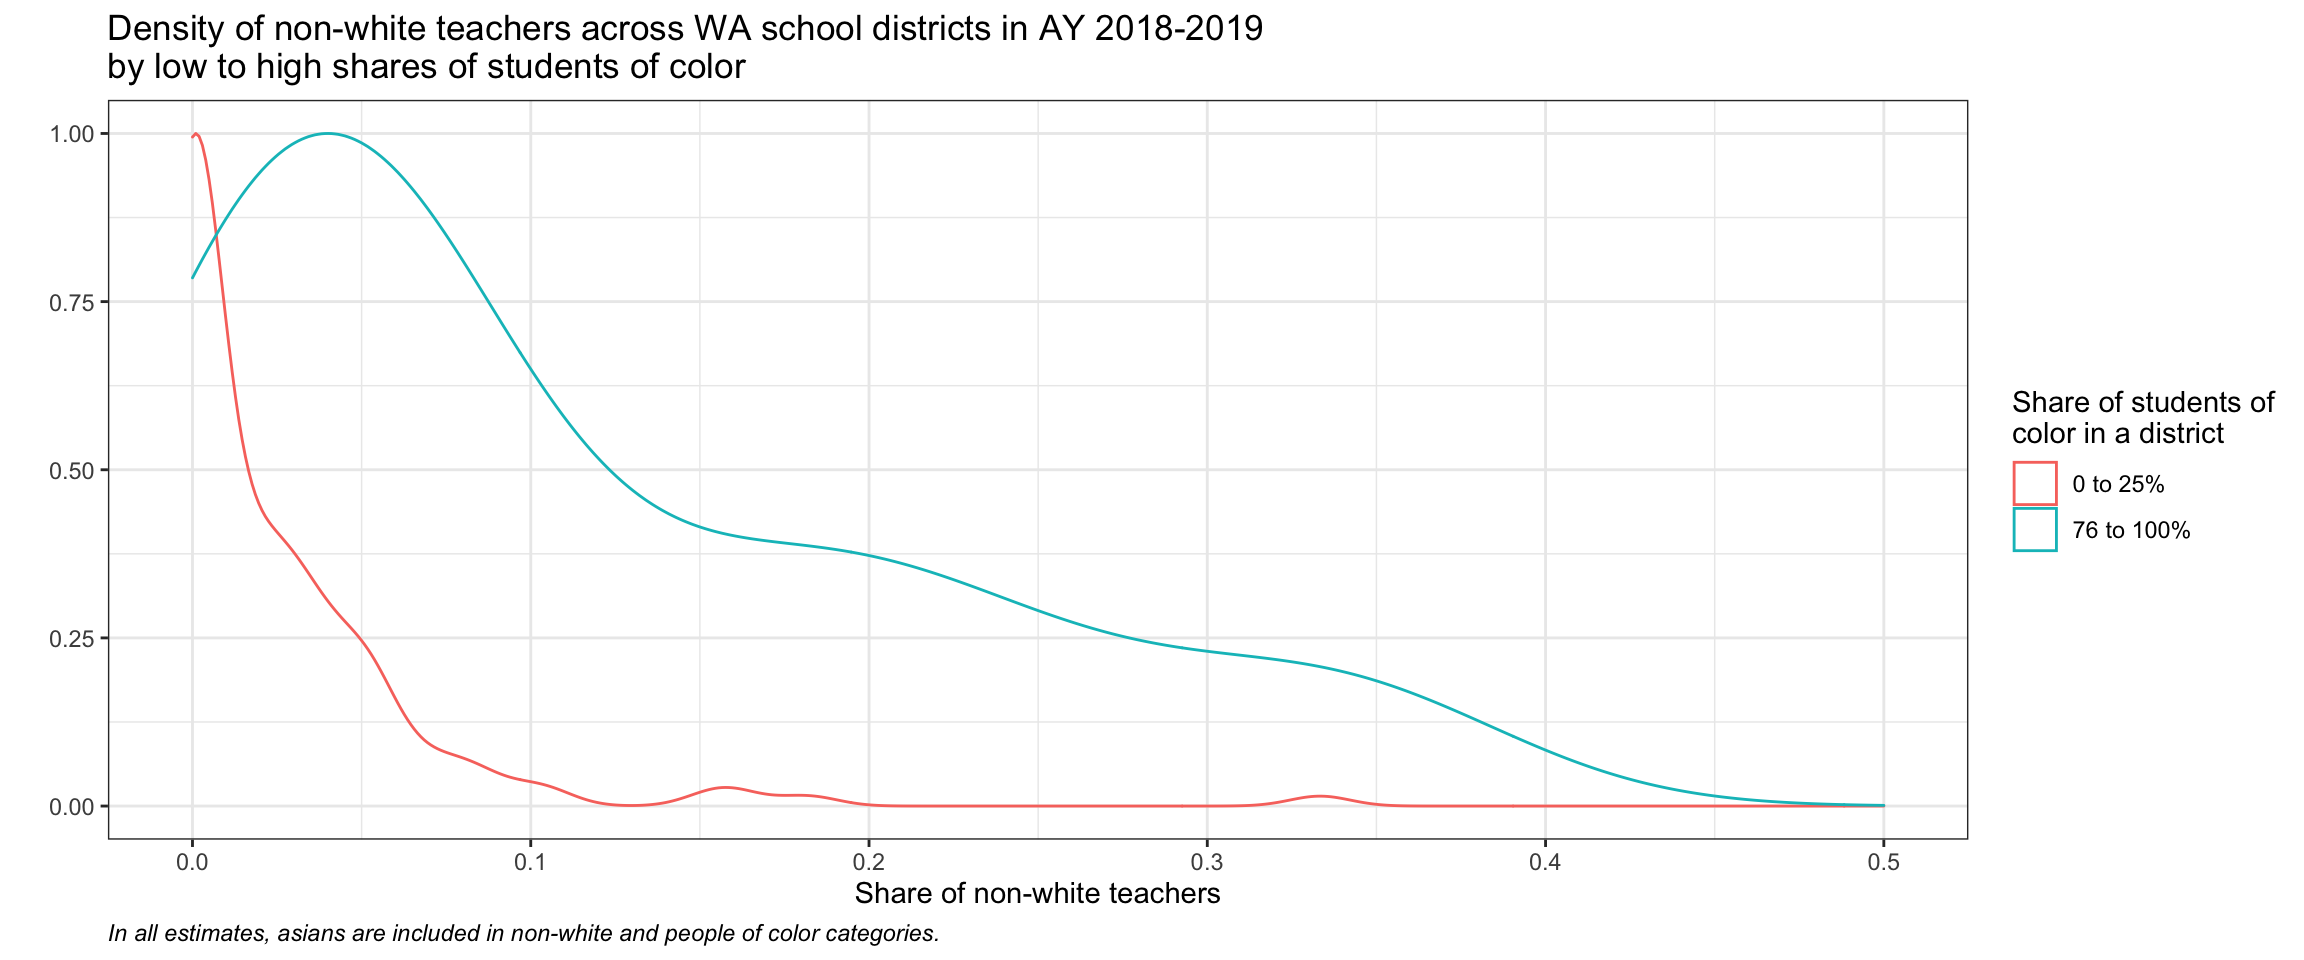 Density of non-white teachers across WA school districts in AY 2018-2019
by low to high shares of students of color
1.00
0.75
0.50
0.25
0.00
0.0 0.1 0.2 0.3 0.4 0.5
Share of non-white teachers
Share of students of
color in a district
0 to 25%
76 to 100%
In all estimates, asians are included in non-white and people of color categories.